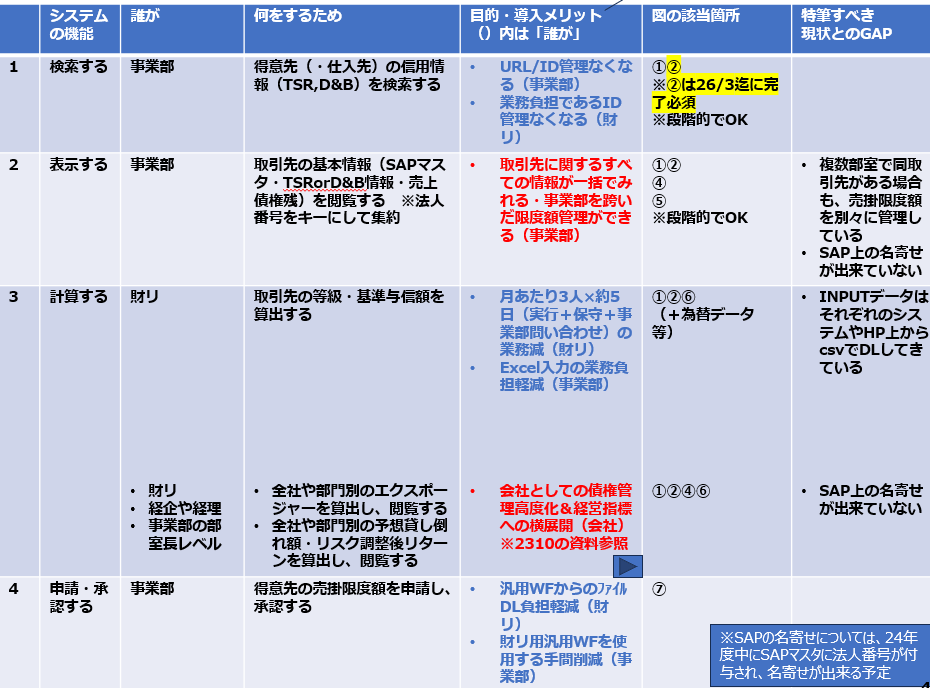 システム
の機能
誰が
何をするため
目的・導入メリット
（）内は「誰が」
図の該当箇所
特筆すべき
現状とのGAP
1
検索する
事業部
得意先（・仕入先）の信用情
報（TSR,D&B）を検索する
• URL/ID管理なくな
る（事業部）
• 業務負担であるID
管理なくなる（財
リ）
①②
※②は26/3迄に完
了必須
※段階的でOK
2
表示する
事業部
取引先の基本情報（SAPマス
タ・TSRorD&B情報・売上
債権残）を閲覧する　※法人
番号をキーにして集約
• 取引先に関するすべ
ての情報が一括でみ
れる・事業部を跨い
だ限度額管理ができ
る（事業部）
①②
④
⑤
※段階的でOK
• 複数部室で同取
引先がある場合
も、売掛限度額
を別々に管理し
ている
• SAP上の名寄せ
が出来ていない
3
計算する
財リ
取引先の等級・基準与信額を
算出する
• 月あたり3人×約5
日（実行＋保守＋事
業部問い合わせ）の
業務減（財リ）
• Excel入力の業務負
担軽減（事業部）
①②⑥
（＋為替データ
等）
• INPUTデータは
それぞれのシス
テムやHP上から
csvでDLしてき
ている
• 財リ
• 経企や経理
• 事業部の部
室長レベル
• 全社や部門別のエクスポー
ジャーを算出し、閲覧する
• 全社や部門別の予想貸し倒
れ額・リスク調整後リター
ンを算出し、閲覧する
• 会社としての債権管
理高度化＆経営指標
への横展開（会社）
※2310の資料参照
①②④⑥
• SAP上の名寄せ
が出来ていない
4
申請・承
認する
事業部
得意先の売掛限度額を申請し、
承認する
• 汎用WFからのﾌｧｲﾙ
DL負担軽減（財
リ）
• 財リ用汎用WFを使
用する手間削減（事
業部）
⑦
※SAPの名寄せについては、24年
度中にSAPマスタに法人番号が付
与され、名寄せが出来る予定